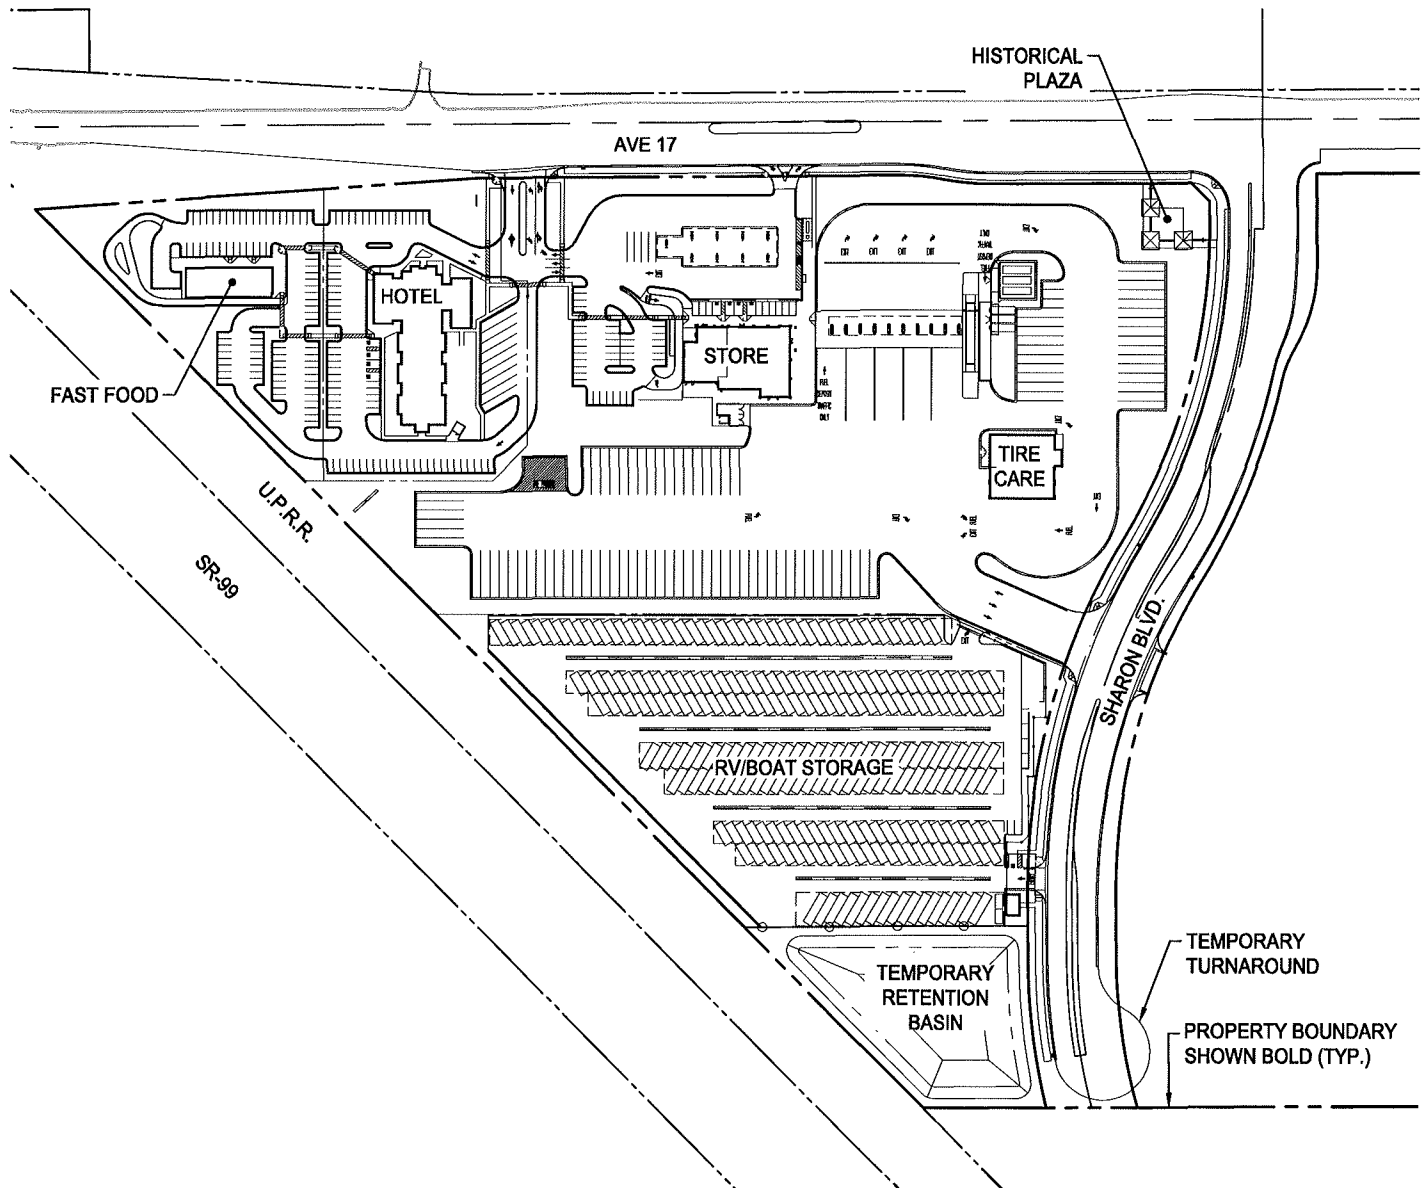 HISTORICAL
PLAZA
AVE 17
HOTEL
STORE
FAST FOOD
TIRE
CARE
U.P.R.R.
SR-99
SHARON BLVD.
RV/BOAT STORAGE
TEMPORARY
RETENTION
BASIN
TEMPORARY
TURNAROUND
PROPERTY BOUNDARY
SHOWN BOLD (TYP.)